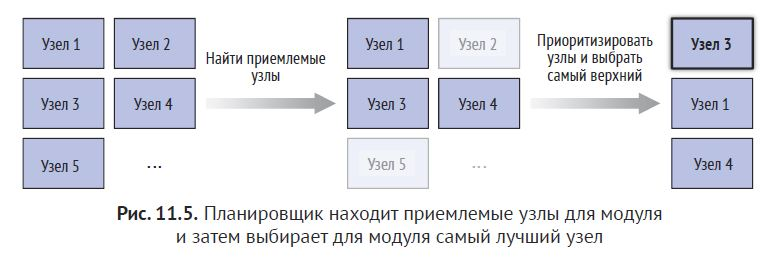 Узел 1 Узел 2
Узел 3 Узел 4
Узел 5 ...
Найти приемлемые
узлы
Узел 1 Узел 2
Узел 3 Узел 4
Узел 5 ...
Приоритизировать
узлы и выбрать
самый верхний
Узел 3
Узел 1
Узел 4
Рис. 11.5. Планировщик находит приемлемые узлы для модуля
и затем выбирает для модуля самый лучший узел